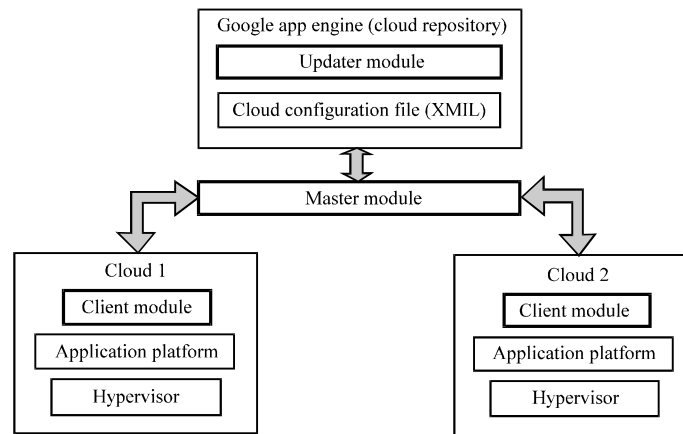 Google app engine (cloud repository)
Updater module
Cloud configuration file (XMIL)
Master module
Cloud 1
Client module
Application platform
Hypervisor
Cloud 2
Client module
Application platform
Hypervisor